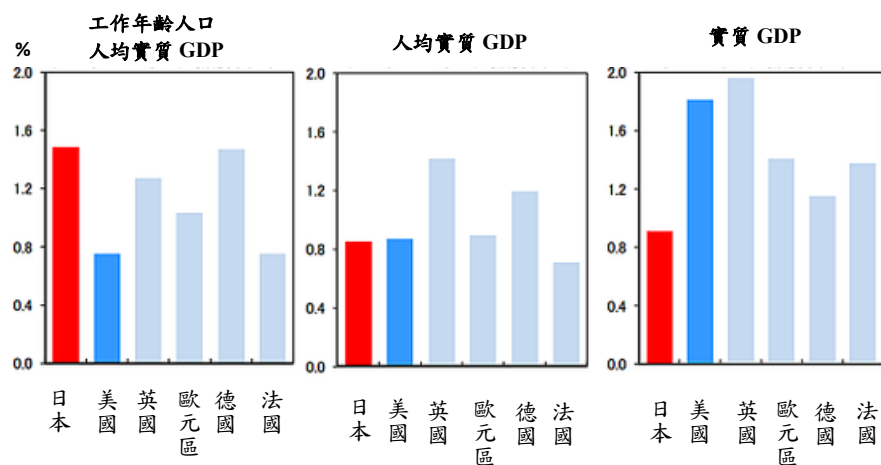 工作年齡人口
人均實質 GDP
%
2.0
1.6
1.2
0.8
0.4
0.0
日本
美國
英國
歐元區
德國
法國
人均實質 GDP
2.0
1.6
1.2
0.8
0.4
0.0
日本
美國
英國
歐元區
德國
法國
實質 GDP
2.0
1.6
1.2
0.8
0.4
0.0
日本
美國
英國
歐元區
德國
法國